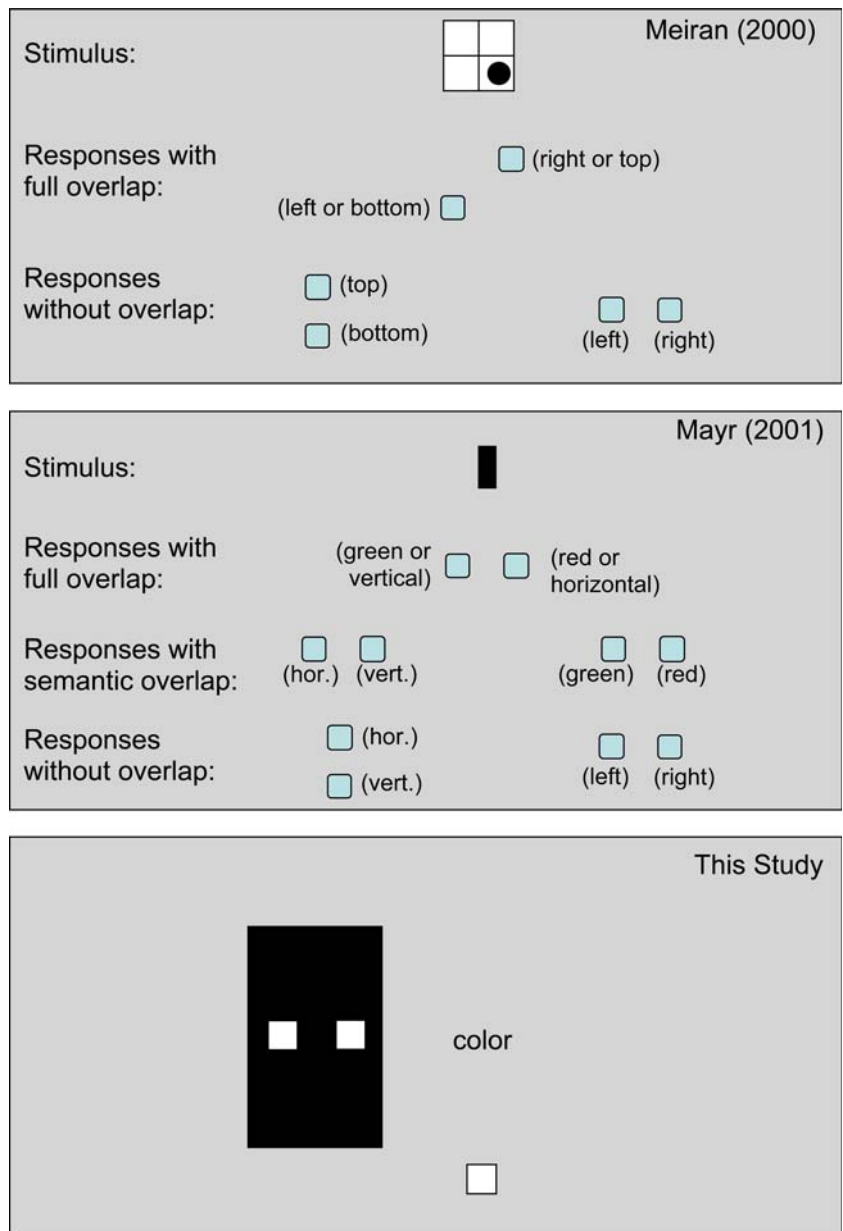 Meiran (2000)
Stimulus:
Responses with
full overlap:
(right or top)
(left or bottom)
Responses
without overlap:
(top)
(bottom)
(left) (right)
Mayr (2001)
Stimulus:
Responses with
full overlap:
(green or
vertical)
(red or
horizontal)
Responses with
semantic overlap:
(hor.) (vert.)
(green) (red)
Responses
without overlap:
(hor.)
(vert.)
(left) (right)
This Study
color